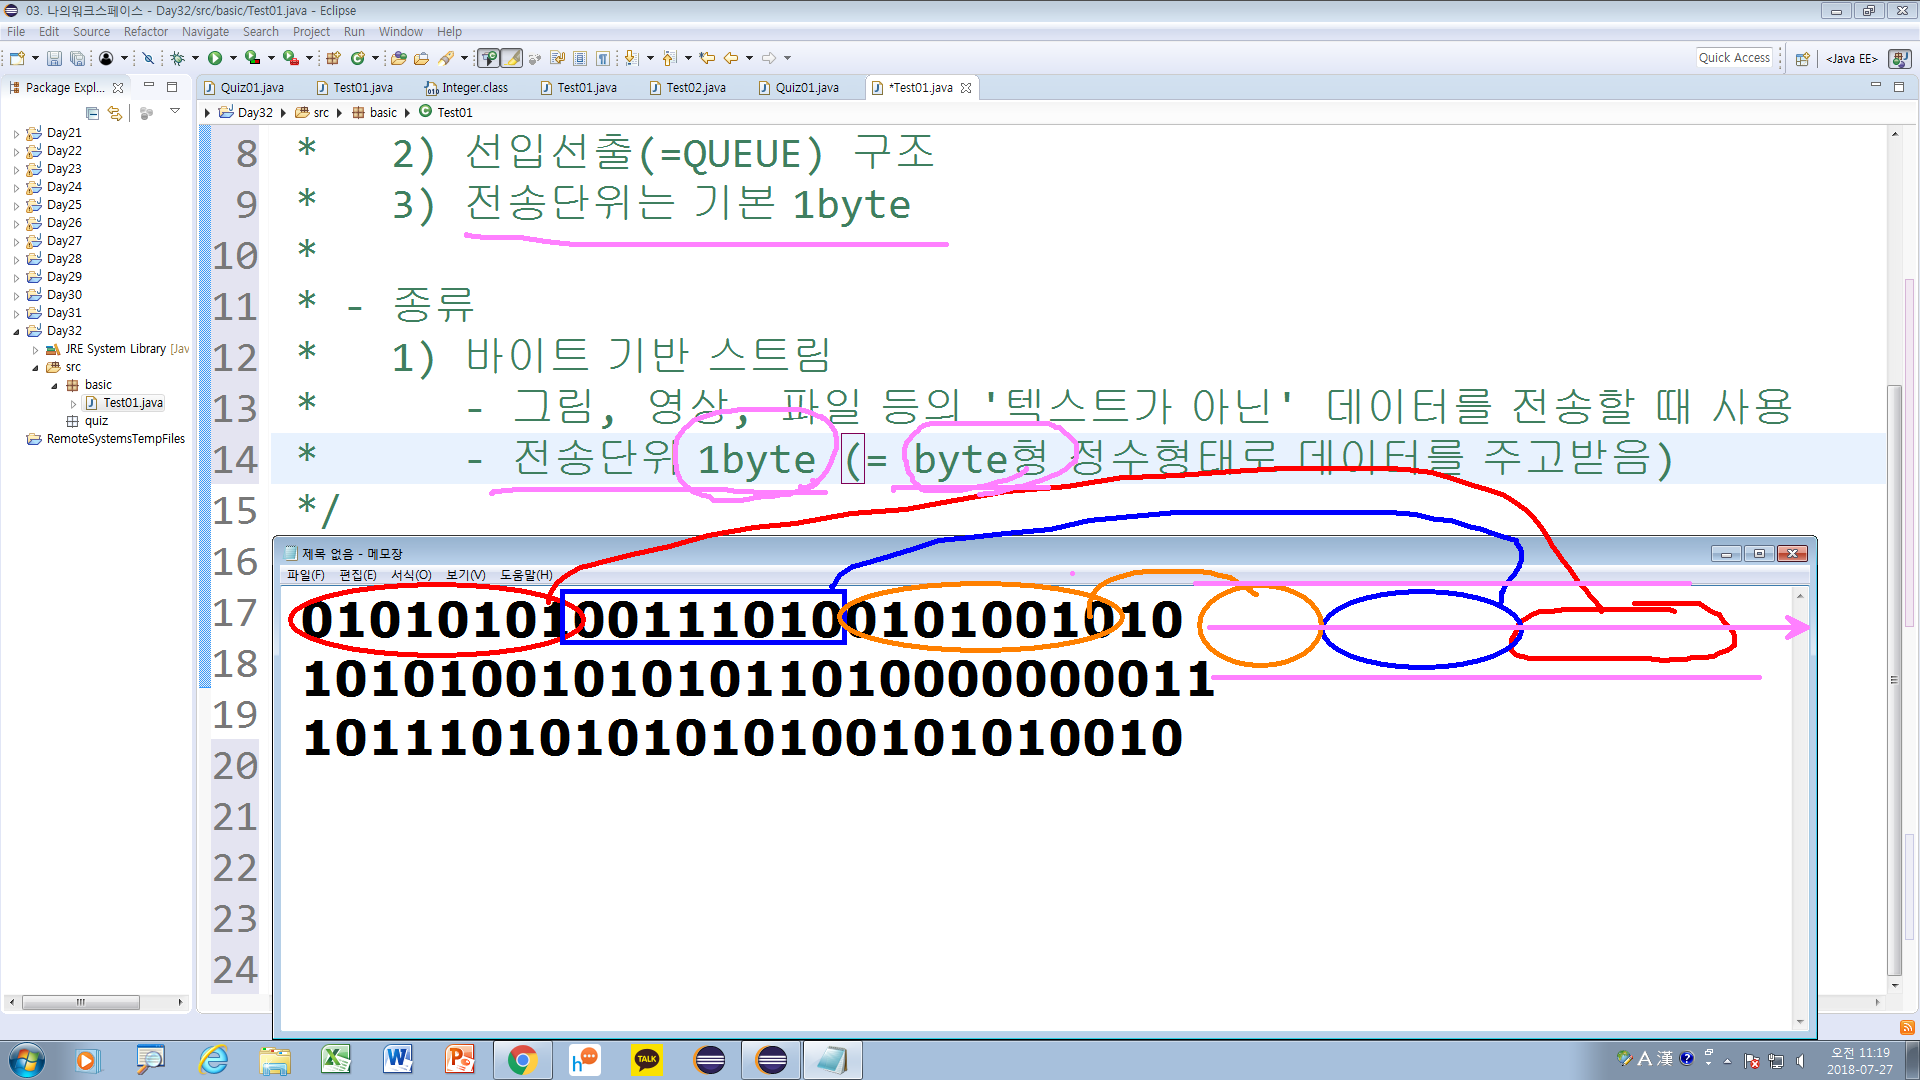 03. 나의워크스페이스 - Day32/src/basic/Test01.java - Eclipse
File Edit Source Refactor Navigate Search Project Run Window Help
Quick Access <Java EE>
Package Expl...
Quiz01.java Test01.java Integer.class Test01.java Test02.java Quiz01.java *Test01.java
Day32 src basic Test01
Day21
Day22
Day23
Day24
Day25
Day26
Day27
Day28
Day29
Day30
Day31
Day32
JRE System Library [Jav
src
basic
Test01.java
quiz
RemoteSystemsTempFiles
8 * 2) 선입선출(=QUEUE) 구조
9 * 3) 전송단위는 기본 1byte
10 *
11 * - 종류
12 * 1) 바이트 기반 스트림
13 * - 그림, 영상, 파일 등의 '텍스트가 아닌' 데이터를 전송할 때 사용
14 * - 전송단위 1byte (= byte형 정수형태로 데이터를 주고받음)
15 */
16
17
18
19
20
21
22
23
24
제목 없음 - 메모장
파일(F) 편집(E) 서식(O) 보기(V) 도움말(H)
01010101001110100101001010
101010010101011010000000011
10111010101010100101010010
TALK
A 漢
오전 11:19
2018-07-27